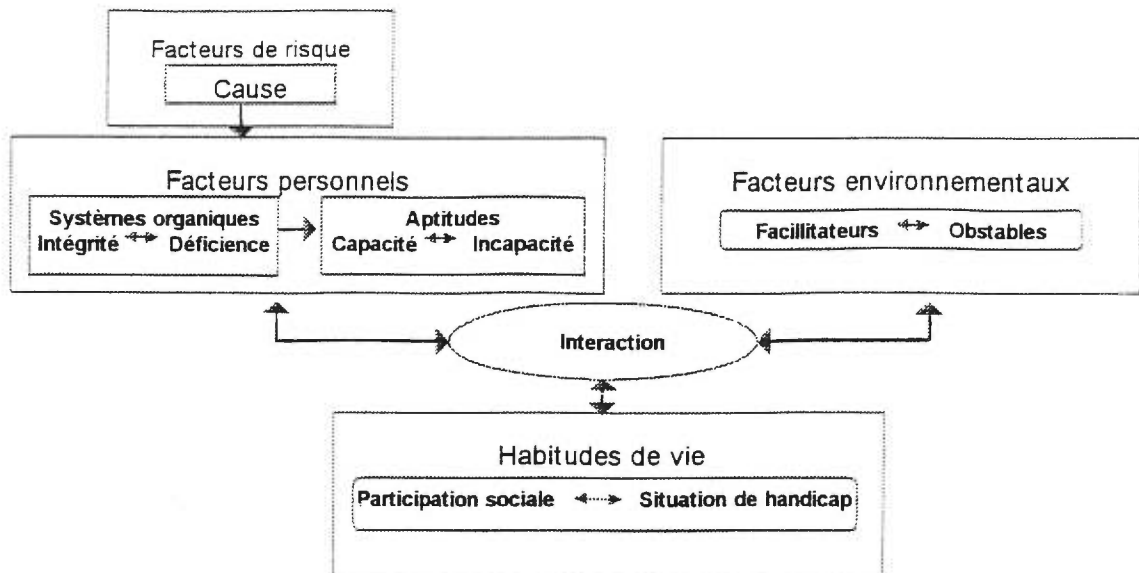 Facteurs de risque
Cause
Facteurs personnels
Systèmes organiques
Intégrité Déficience
Aptitudes
Capacité Incapacité
Facteurs environnementaux
Facillitateurs Obstables
Interaction
Habitudes de vie
Participation sociale Situation de handicap